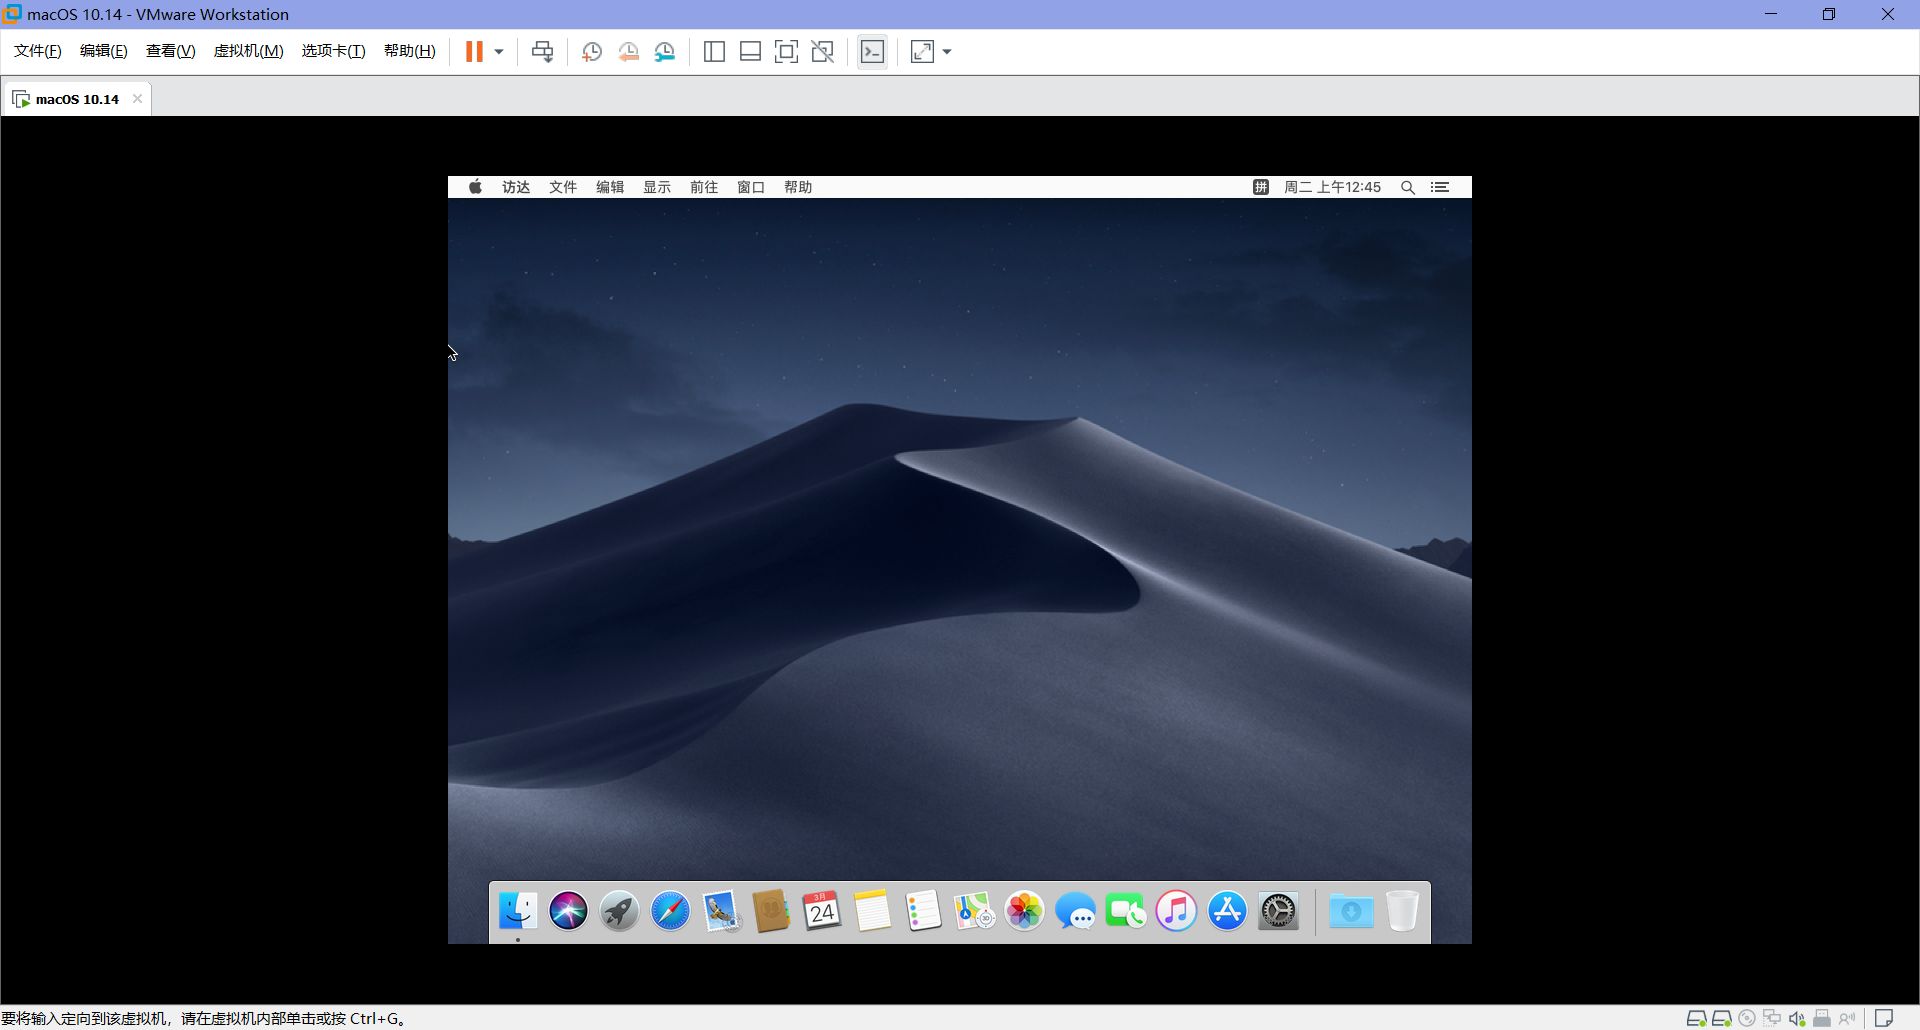 macOS 10.14 - VMware Workstation
文件(F) 编辑(E) 查看(V) 虚拟机(M) 选项卡(T) 帮助(H)
macOS 10.14
访达 文件 编辑 显示 前往 窗口 帮助 拼 周二 上午12:45
3月
24
3D
要将输入定向到该虚拟机，请在虚拟机内部单击或按 Ctrl+G。